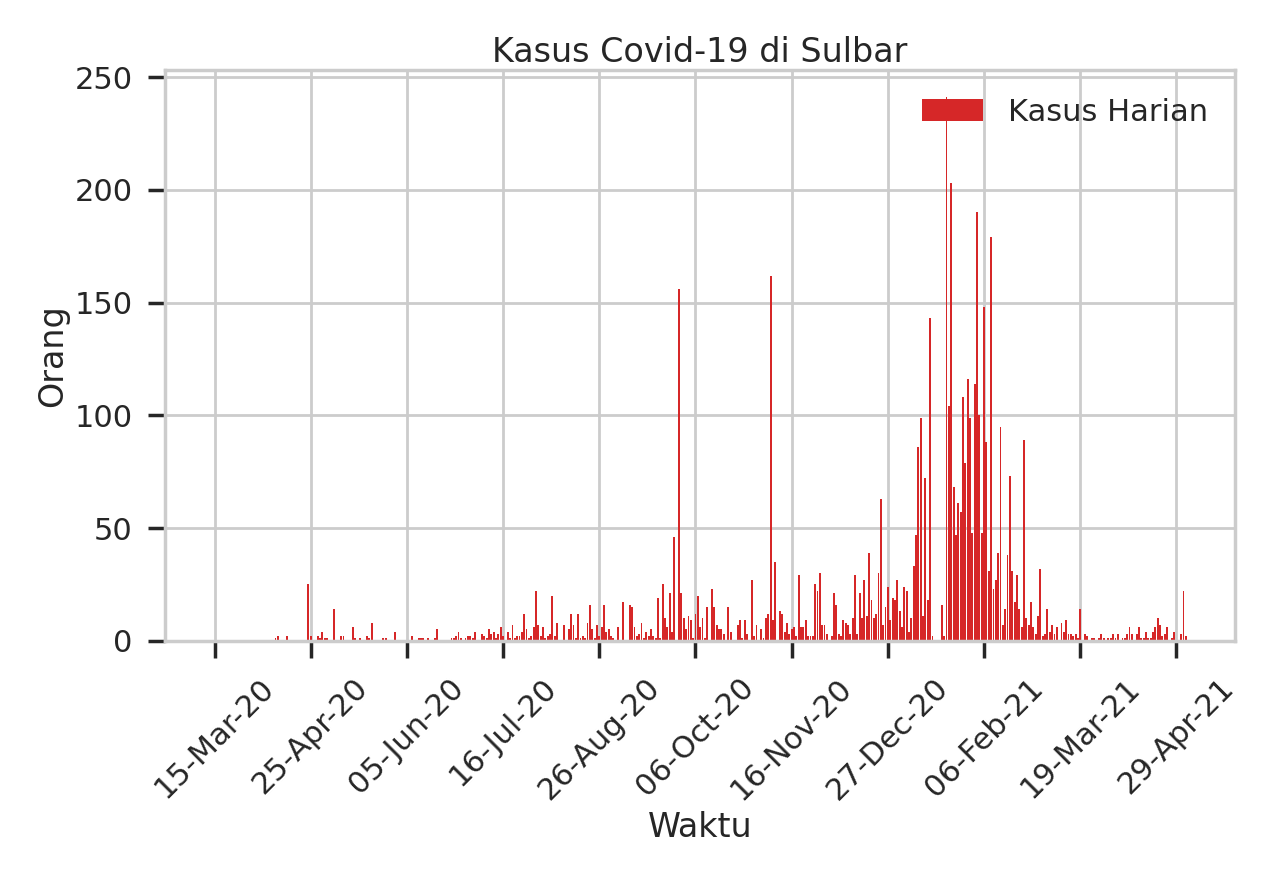 Kasus Covid-19 di Sulbar
Kasus Harian
Orang
250
200
150
100
50
0
15-Mar-20
25-Apr-20
05-Jun-20
16-Jul-20
26-Aug-20
06-Oct-20
16-Nov-20
27-Dec-20
06-Feb-21
19-Mar-21
29-Apr-21
Waktu